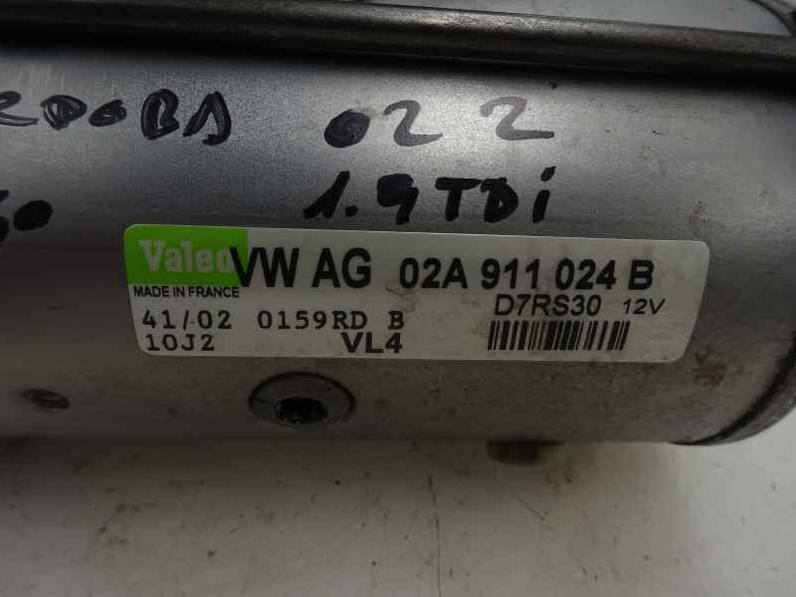 022
1.9TDi
Valeo VW AG 02A 911 024 B
MADE IN FRANCE D7RS30 12V
41/02 0159RD B
10J2 VL4